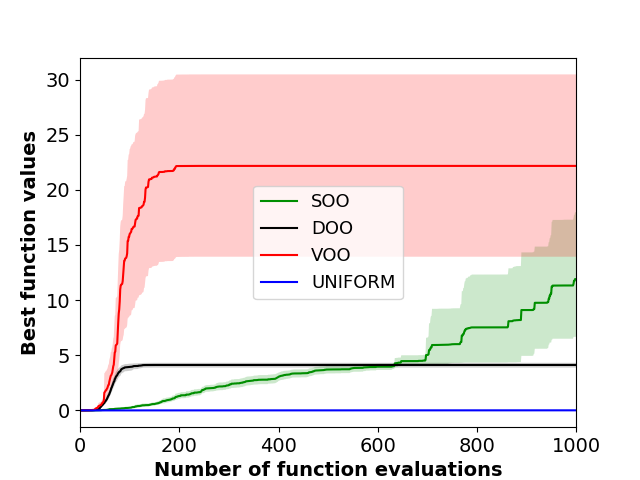 30
25
20
15
10
5
0
Best function values
SOO
DOO
VOO
UNIFORM
0 200 400 600 800 1000
Number of function evaluations